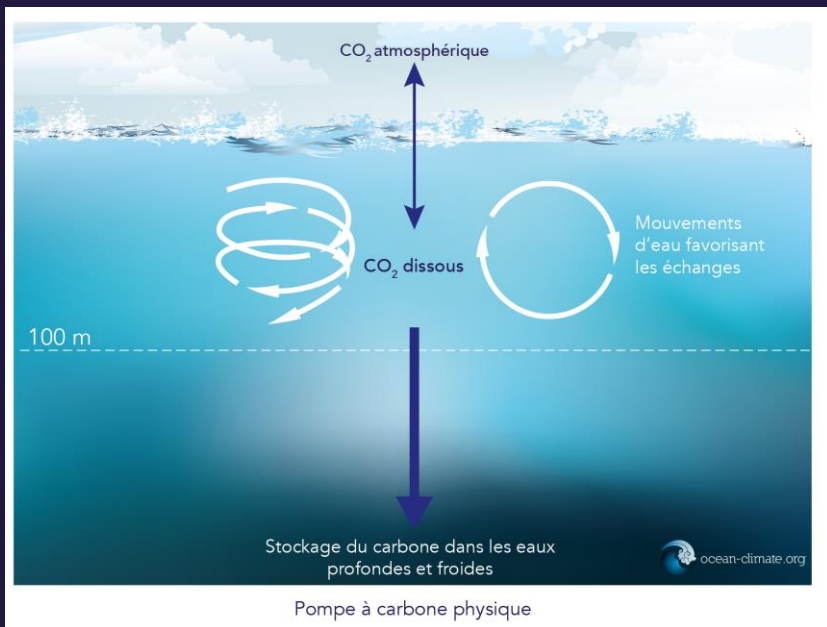 CO₂ atmosphérique
Mouvements
d'eau favorisant
les échanges
CO₂ dissous
100 m
Stockage du carbone dans les eaux
profondes et froides
ocean-climate.org
Pompe à carbone physique